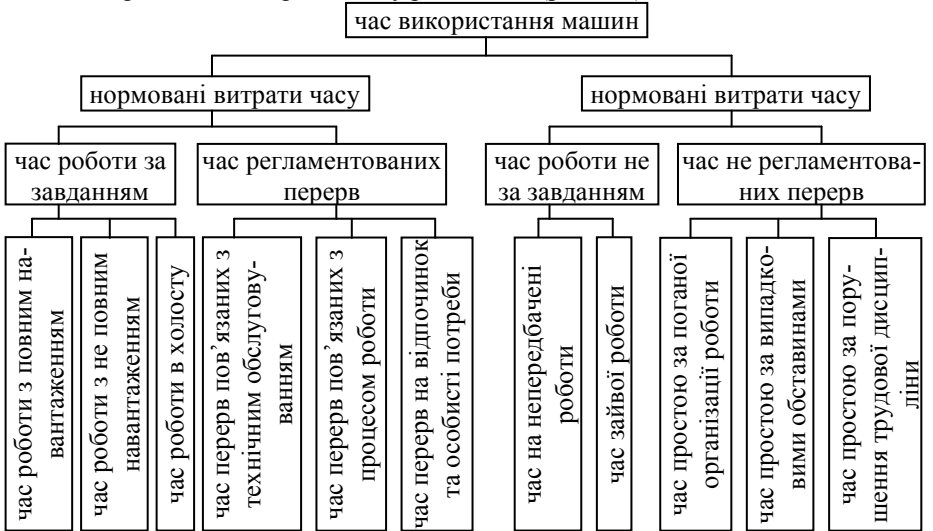 час використання машин
нормовані витрати часу
нормовані витрати часу
час роботи за
завданням
час регламентованих
перерв
час роботи не
за завданням
час не регламентова-
них перерв
час роботи з повним на-
вантаженням
час роботи з не повним
навантаженням
час роботи в холосту
час перерв пов’язаних з
технічним обслугову-
ванням
час перерв пов’язаних з
процесом роботи
час перерв на відпочинок
та особисті потреби
час на непередбачені
роботи
час зайвої роботи
час простою за поганої
організації роботи
час простою за випадко-
вими обставинами
час простою за пору-
шення трудової дисцип-
ліни